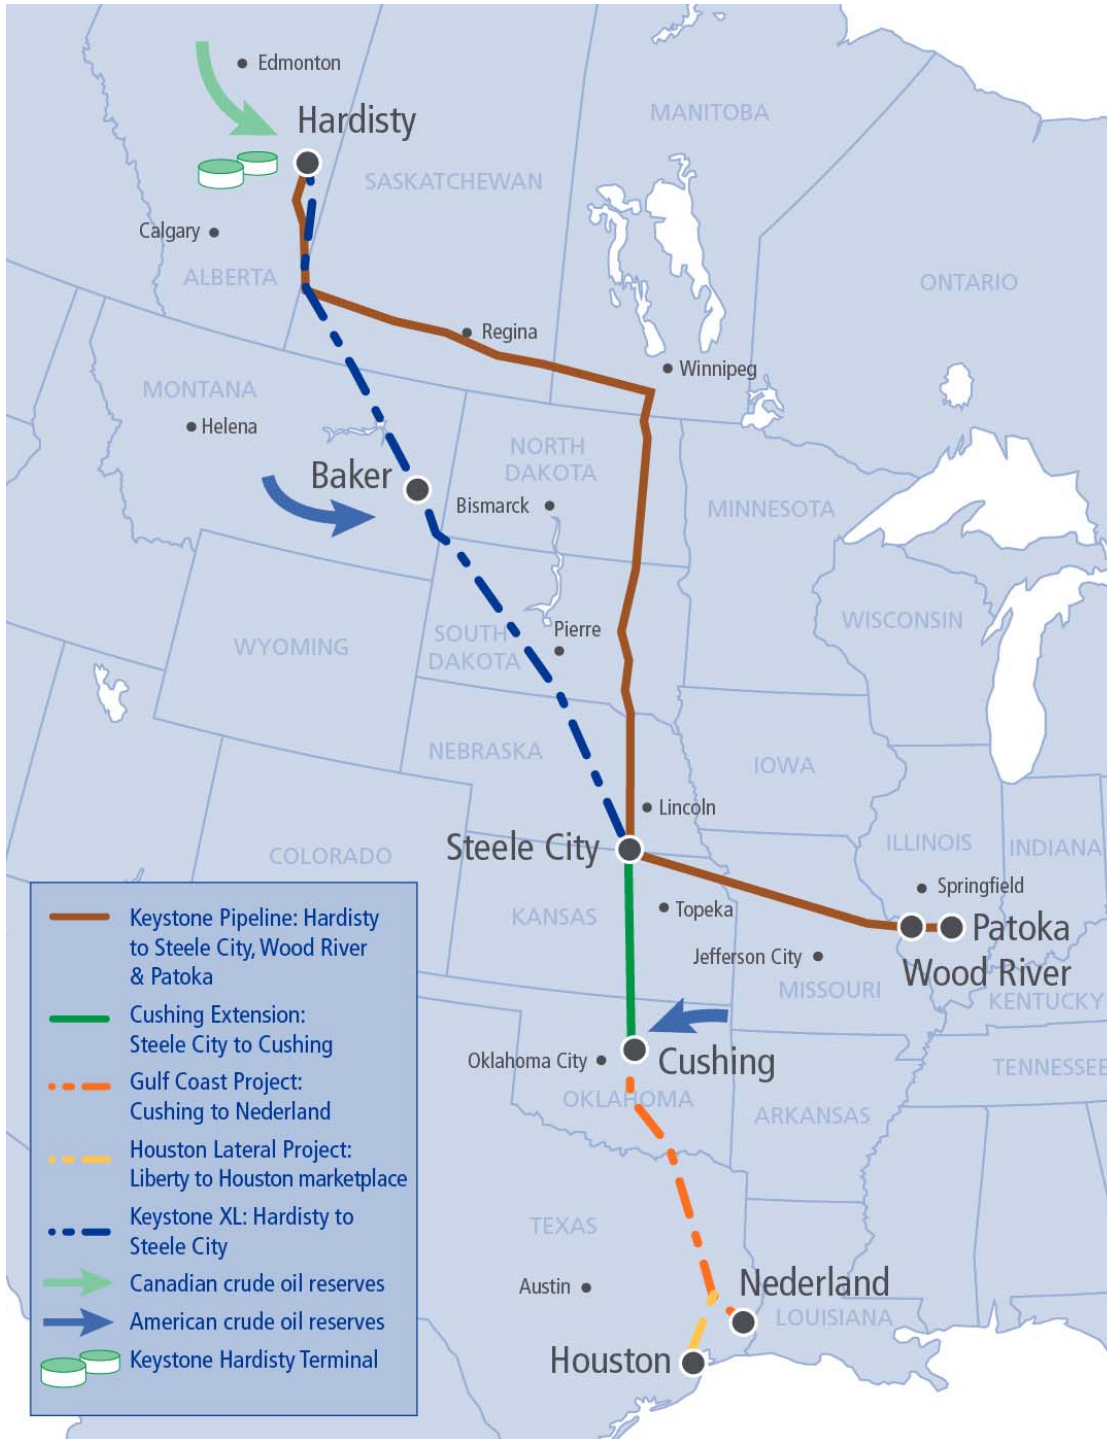 Edmonton
Hardisty
MANITOBA
SASKATCHEWAN
Calgary
ALBERTA
ONTARIO
Regina
Winnipeg
MONTANA
Helena
NORTH
DAKOTA
Baker
Bismarck
MINNESOTA
WISCONSIN
WYOMING
SOUTH
DAKOTA
Pierre
NEBRASKA
IOWA
Lincoln
Steele City
COLORADO
ILLINOIS
INDIANA
Springfield
KANSAS
Topeka
Patoka
Wood River
Jefferson City
MISSOURI
KENTUCKY
Oklahoma City
Cushing
TENNESSEE
OKLAHOMA
ARKANSAS
TEXAS
Austin
Nederland
LOUISIANA
Houston
Keystone Pipeline: Hardisty
to Steele City, Wood River
& Patoka
Cushing Extension:
Steele City to Cushing
Gulf Coast Project:
Cushing to Nederland
Houston Lateral Project:
Liberty to Houston marketplace
Keystone XL: Hardisty to
Steele City
Canadian crude oil reserves
American crude oil reserves
Keystone Hardisty Terminal